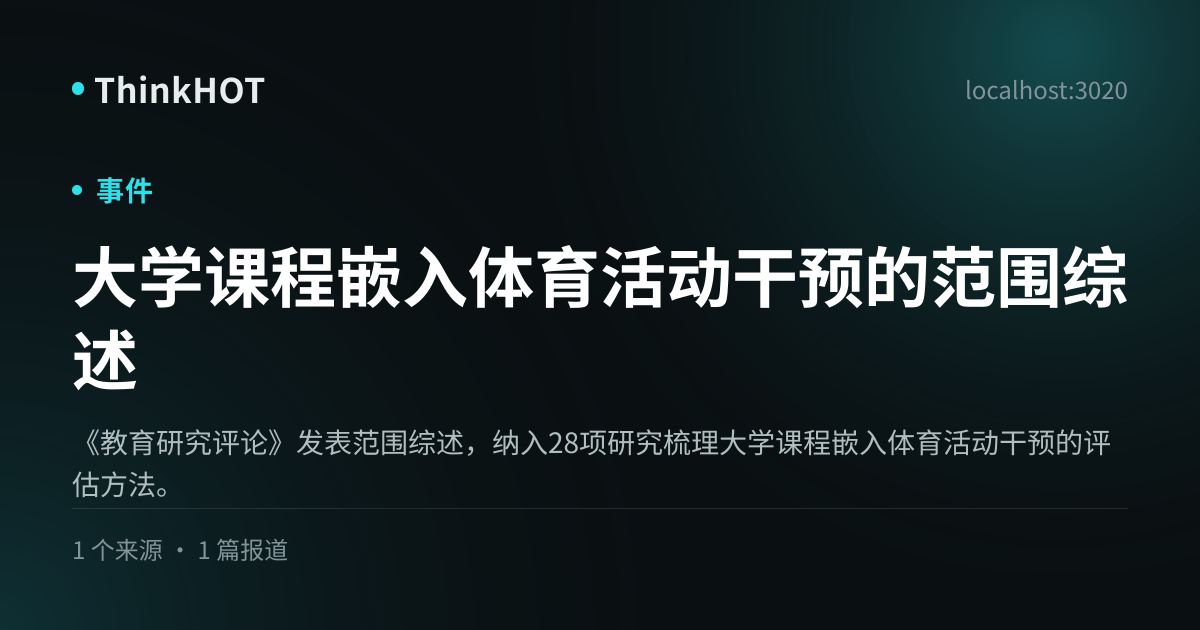 ThinkHOT
localhost:3020
事件
大学课程嵌入体育活动干预的范围综
述
《教育研究评论》发表范围综述，纳入28项研究梳理大学课程嵌入体育活动干预的评
估方法。
1 个来源 · 1 篇报道